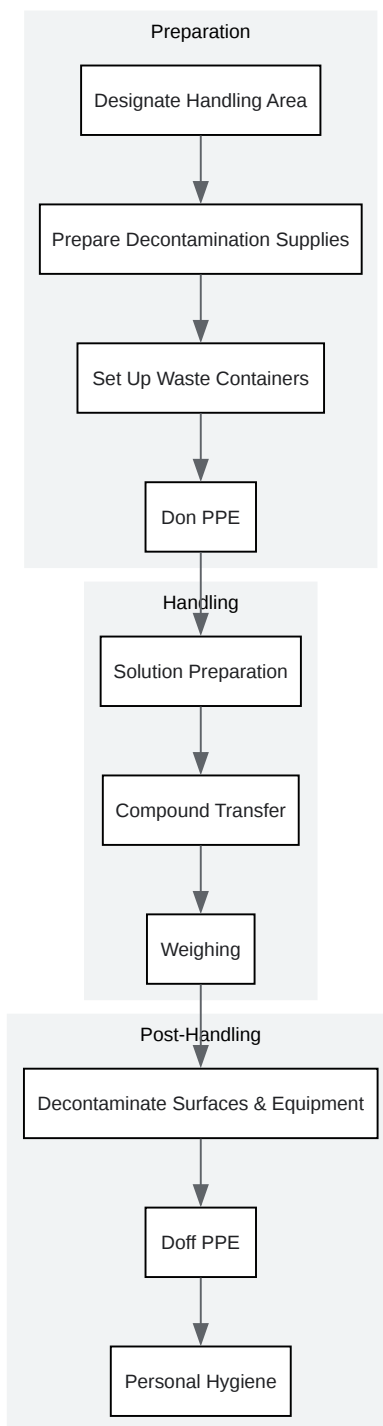 Preparation
Designate Handling Area
Prepare Decontamination Supplies
Set Up Waste Containers
Don PPE
Handling
Solution Preparation
Compound Transfer
Weighing
Post-Handling
Decontaminate Surfaces & Equipment
Doff PPE
Personal Hygiene